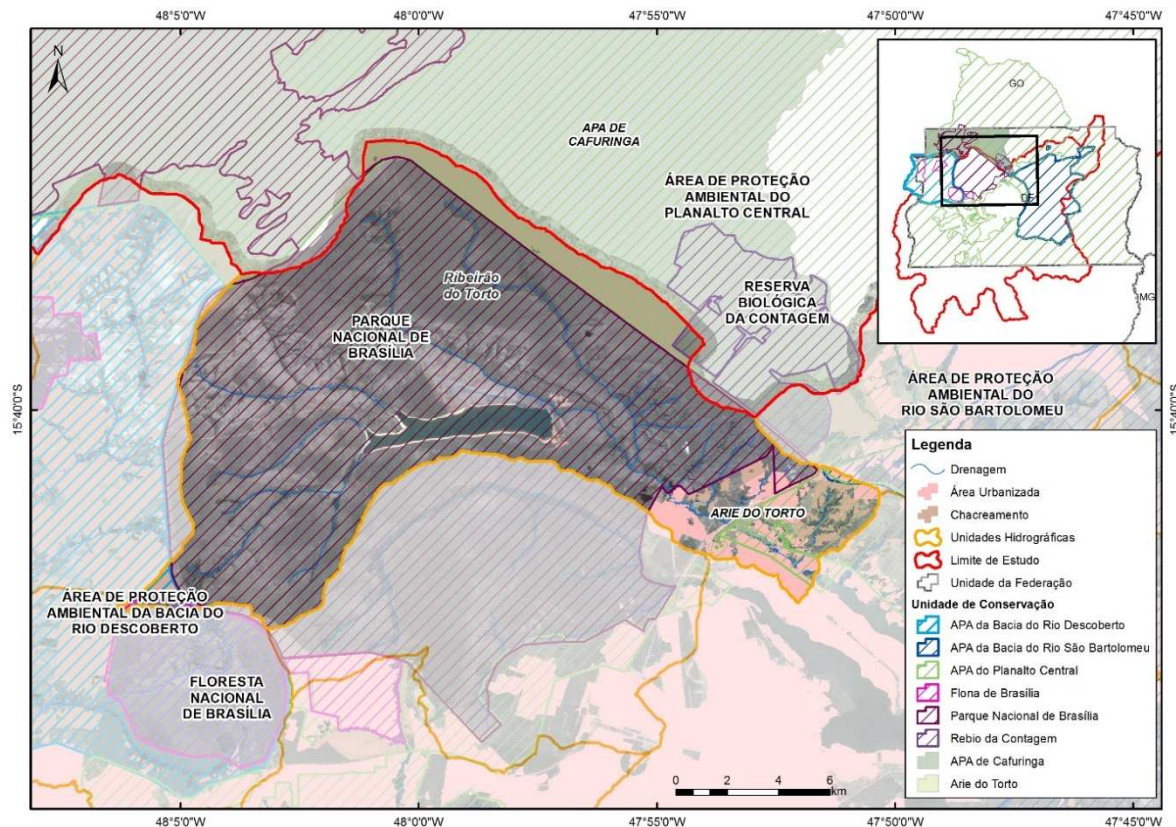 48°5'0"W
48°0'0"W
47°55'0"W
47°50'0"W
47°45'0"W
N
APA DE
CAFURINGA
ÁREA DE PROTEÇÃO
AMBIENTAL DO
PLANALTO CENTRAL
GO
DF
MG
Ribeirão
do Torto
PARQUE
NACIONAL DE
BRASÍLIA
RESERVA
BIOLÓGICA
DA CONTAGEM
ÁREA DE PROTEÇÃO
AMBIENTAL DO
RIO SÃO BARTOLOMEU
15°40'0"S
15°40'0"S
ARIE DO TORTO
ÁREA DE PROTEÇÃO
AMBIENTAL DA BACIA DO
RIO DESCOBERTO
FLORESTA
NACIONAL
DE BRASÍLIA
Legenda
Drenagem
Área Urbanizada
Chacreamento
Unidades Hidrográficas
Limite de Estudo
Unidade da Federação
Unidade de Conservação
APA da Bacia do Rio Descoberto
APA da Bacia do Rio São Bartolomeu
APA do Planalto Central
Flona de Brasília
Parque Nacional de Brasília
Rebio da Contagem
APA de Cafuringa
Arie do Torto
0 2 4 6
km
48°5'0"W
48°0'0"W
47°55'0"W
47°50'0"W
47°45'0"W